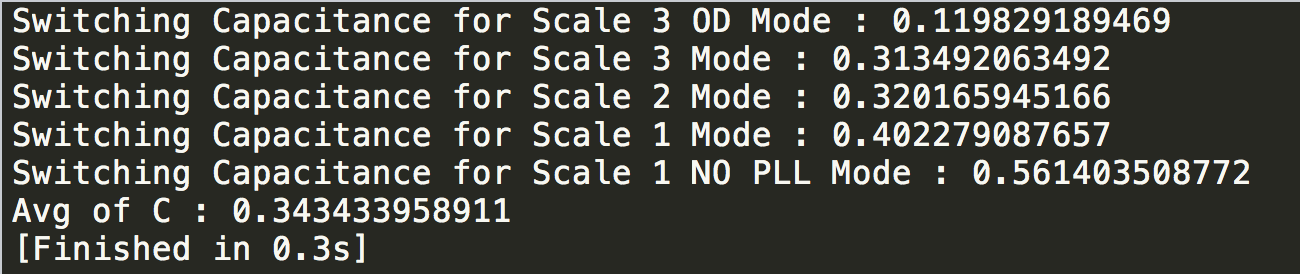 Switching Capacitance for Scale 3 OD Mode : 0.119829189469
Switching Capacitance for Scale 3 Mode : 0.313492063492
Switching Capacitance for Scale 2 Mode : 0.320165945166
Switching Capacitance for Scale 1 Mode : 0.402279087657
Switching Capacitance for Scale 1 NO PLL Mode : 0.561403508772
Avg of C : 0.343433958911
[Finished in 0.3s]